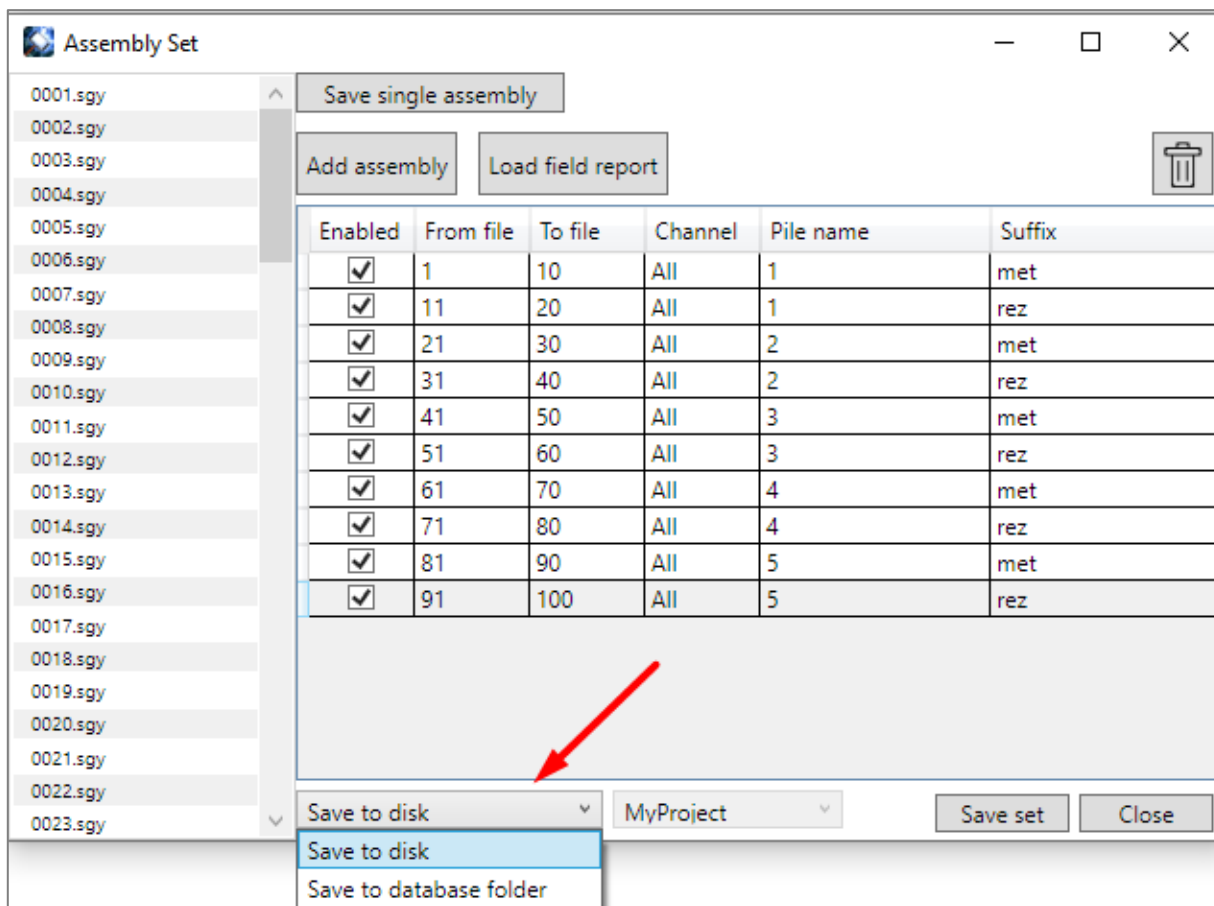 Assembly Set
0001.sgy
0002.sgy
0003.sgy
0004.sgy
0005.sgy
0006.sgy
0007.sgy
0008.sgy
0009.sgy
0010.sgy
0011.sgy
0012.sgy
0013.sgy
0014.sgy
0015.sgy
0016.sgy
0017.sgy
0018.sgy
0019.sgy
0020.sgy
0021.sgy
0022.sgy
0023.sgy
Save single assembly
Add assembly Load field report
Enabled From file To file Channel Pile name Suffix
1 10 All 1 met
11 20 All 1 rez
21 30 All 2 met
31 40 All 2 rez
41 50 All 3 met
51 60 All 3 rez
61 70 All 4 met
71 80 All 4 rez
81 90 All 5 met
91 100 All 5 rez
Save to disk MyProject Save set Close
Save to disk
Save to database folder